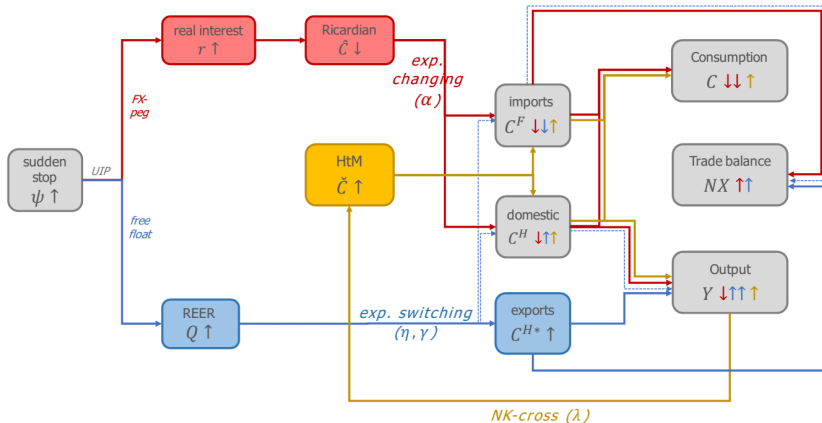 real interest
r ↑
Ricardian
Ĉ ↓
exp.
changing
(α)
FX-
peg
imports
C^F ↓↓↑
Consumption
C ↓↓ ↑
sudden
stop
ψ ↑
UIP
HtM
Č ↑
Trade balance
NX ↑↑
free
float
domestic
C^H ↓↑↑
Output
Y ↓↑↑ ↑
REER
Q ↑
exp. switching
(η,γ)
exports
C^{H*} ↑
NK-cross (λ)